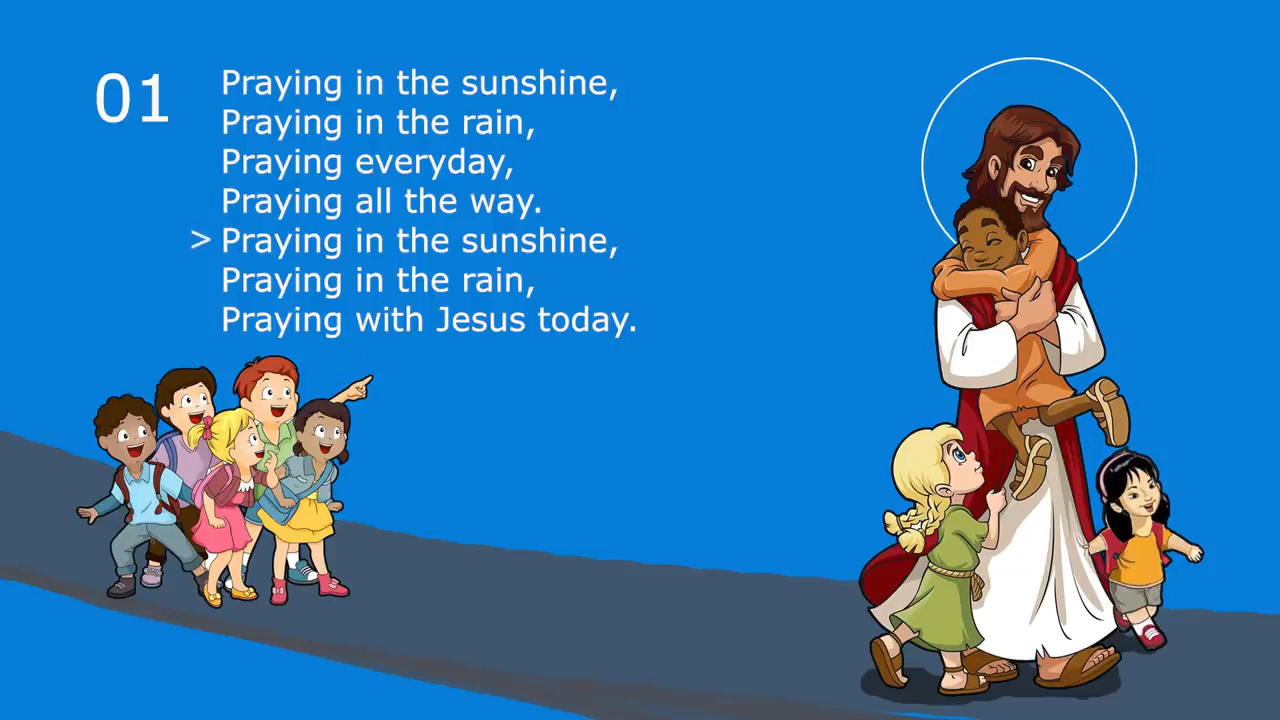 01
Praying in the sunshine,
Praying in the rain,
Praying everyday,
Praying all the way.
> Praying in the sunshine,
Praying in the rain,
Praying with Jesus today.